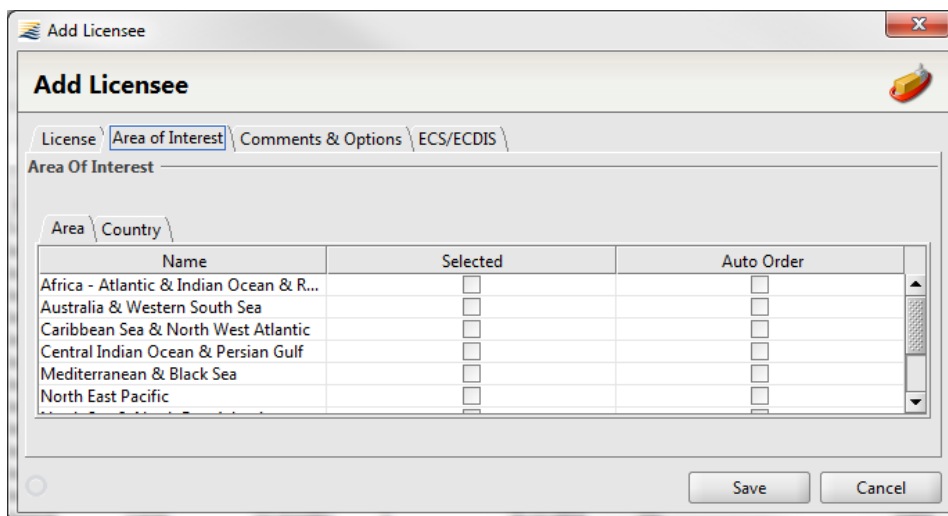 Add Licensee
Add Licensee
License Area of Interest Comments & Options ECS/ECDIS
Area Of Interest
Area Country
Name Selected Auto Order
Africa - Atlantic & Indian Ocean & R...
Australia & Western South Sea
Caribbean Sea & North West Atlantic
Central Indian Ocean & Persian Gulf
Mediterranean & Black Sea
North East Pacific
Save Cancel